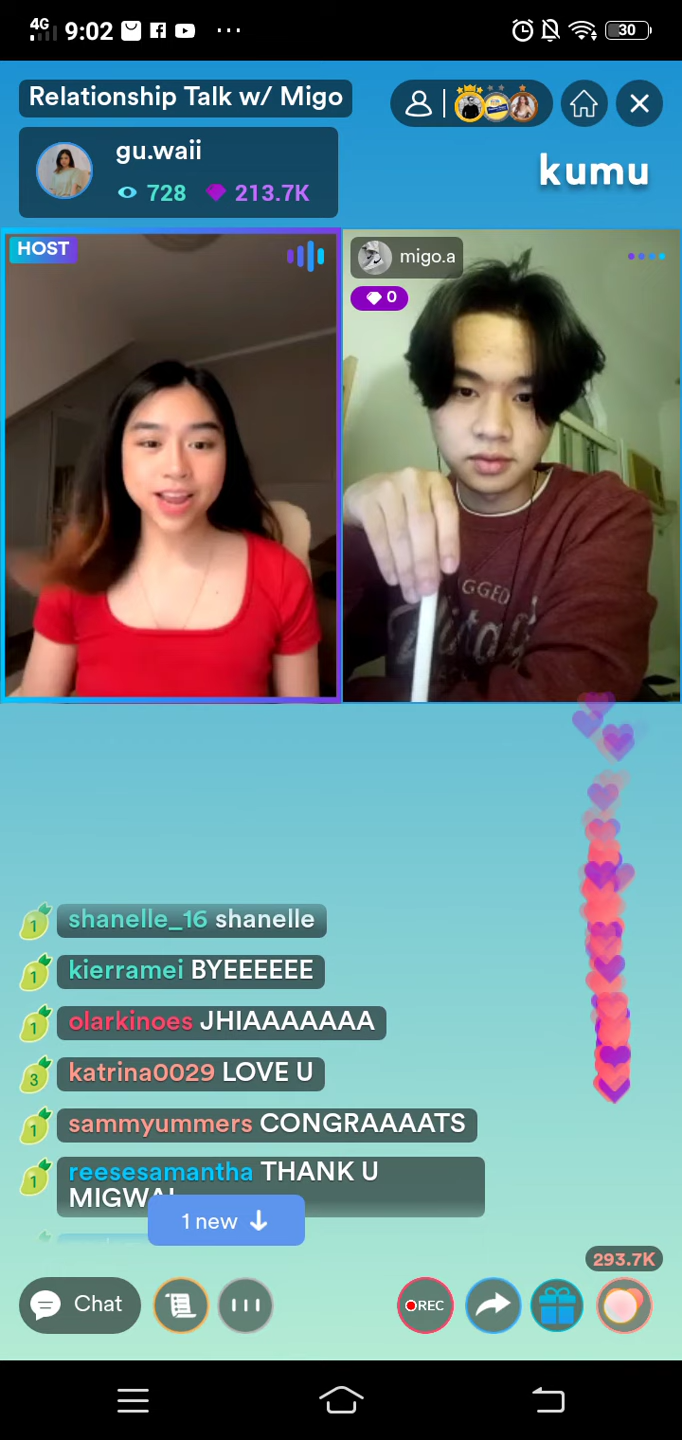 4G 9:02 ... 30
Relationship Talk w/ Migo
gu.waii
728 213.7K
kumu
HOST
migo.a
0
1 shanelle_16 shanelle
1 kierramei BYEEEEEE
1 olarkinoes JHIAAAAAAA
3 katrina0029 LOVE U
1 sammyummers CONGRAAAATS
1 reesesamantha THANK U
MIGWAI
1 new
293.7K
Chat
REC